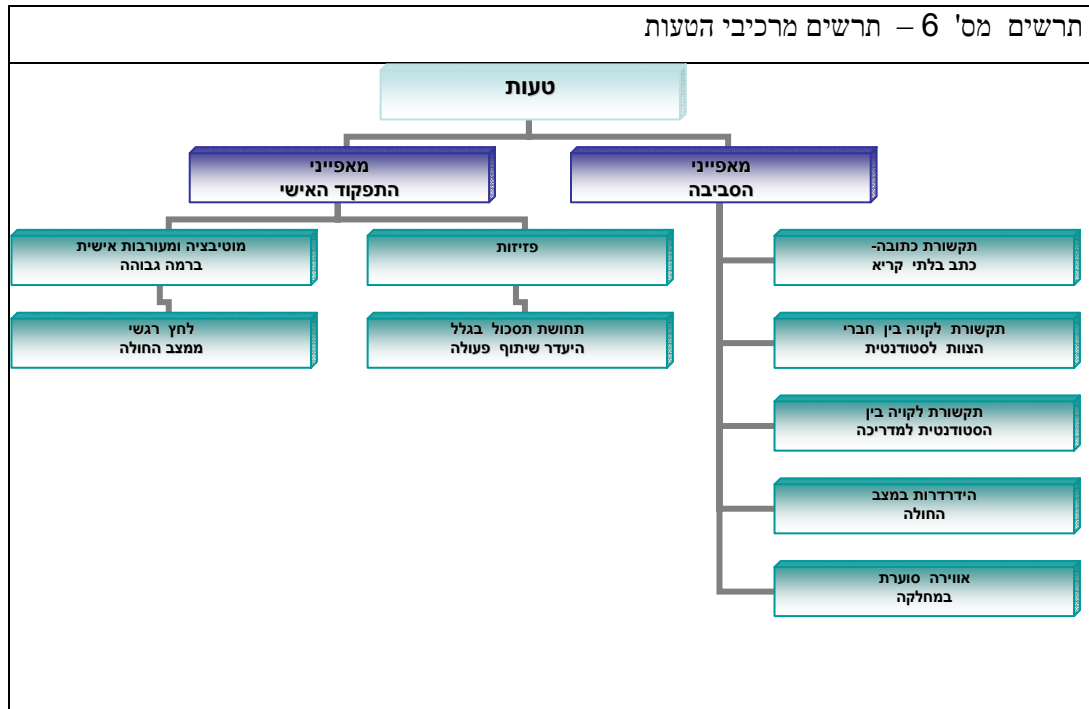 תרשים מס' 6 – תרשים מרכיבי הטעות
טעות
מאפייני
הסביבה
מאפייני
התפקוד האישי
תקשורת כתובה-
כתב בלתי קריא
תקשורת לקויה בין חברי
הצוות לסטודנטית
תקשורת לקויה בין
הסטודנטית למדריכה
הידרדרות במצב
החולה
אווירה סוערת
במחלקה
פזיזות
תחושת תסכול בגלל
היעדר שיתוף פעולה
מוטיבציה ומעורבות אישית
ברמה גבוהה
לחץ רגשי
ממצב החולה